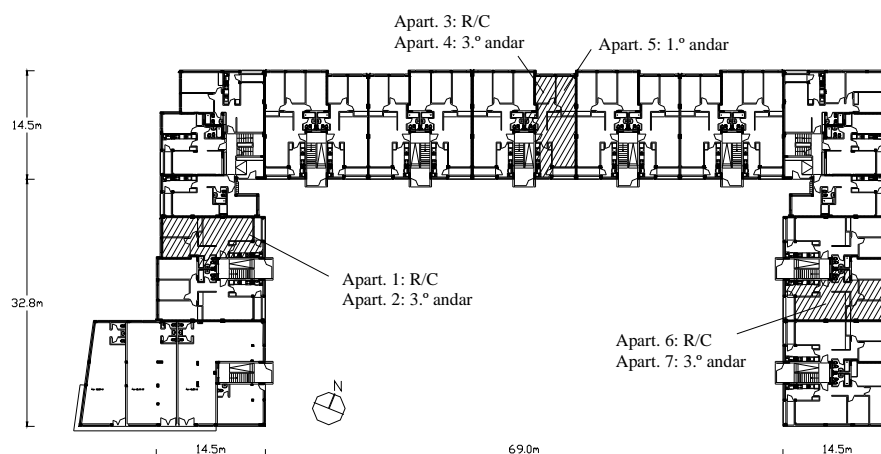 Apart. 3: R/C
Apart. 4: 3.º andar
Apart. 5: 1.º andar
14.5m
Apart. 1: R/C
Apart. 2: 3.º andar
32.8m
Apart. 6: R/C
Apart. 7: 3.º andar
N
14.5m
69.0m
14.5m